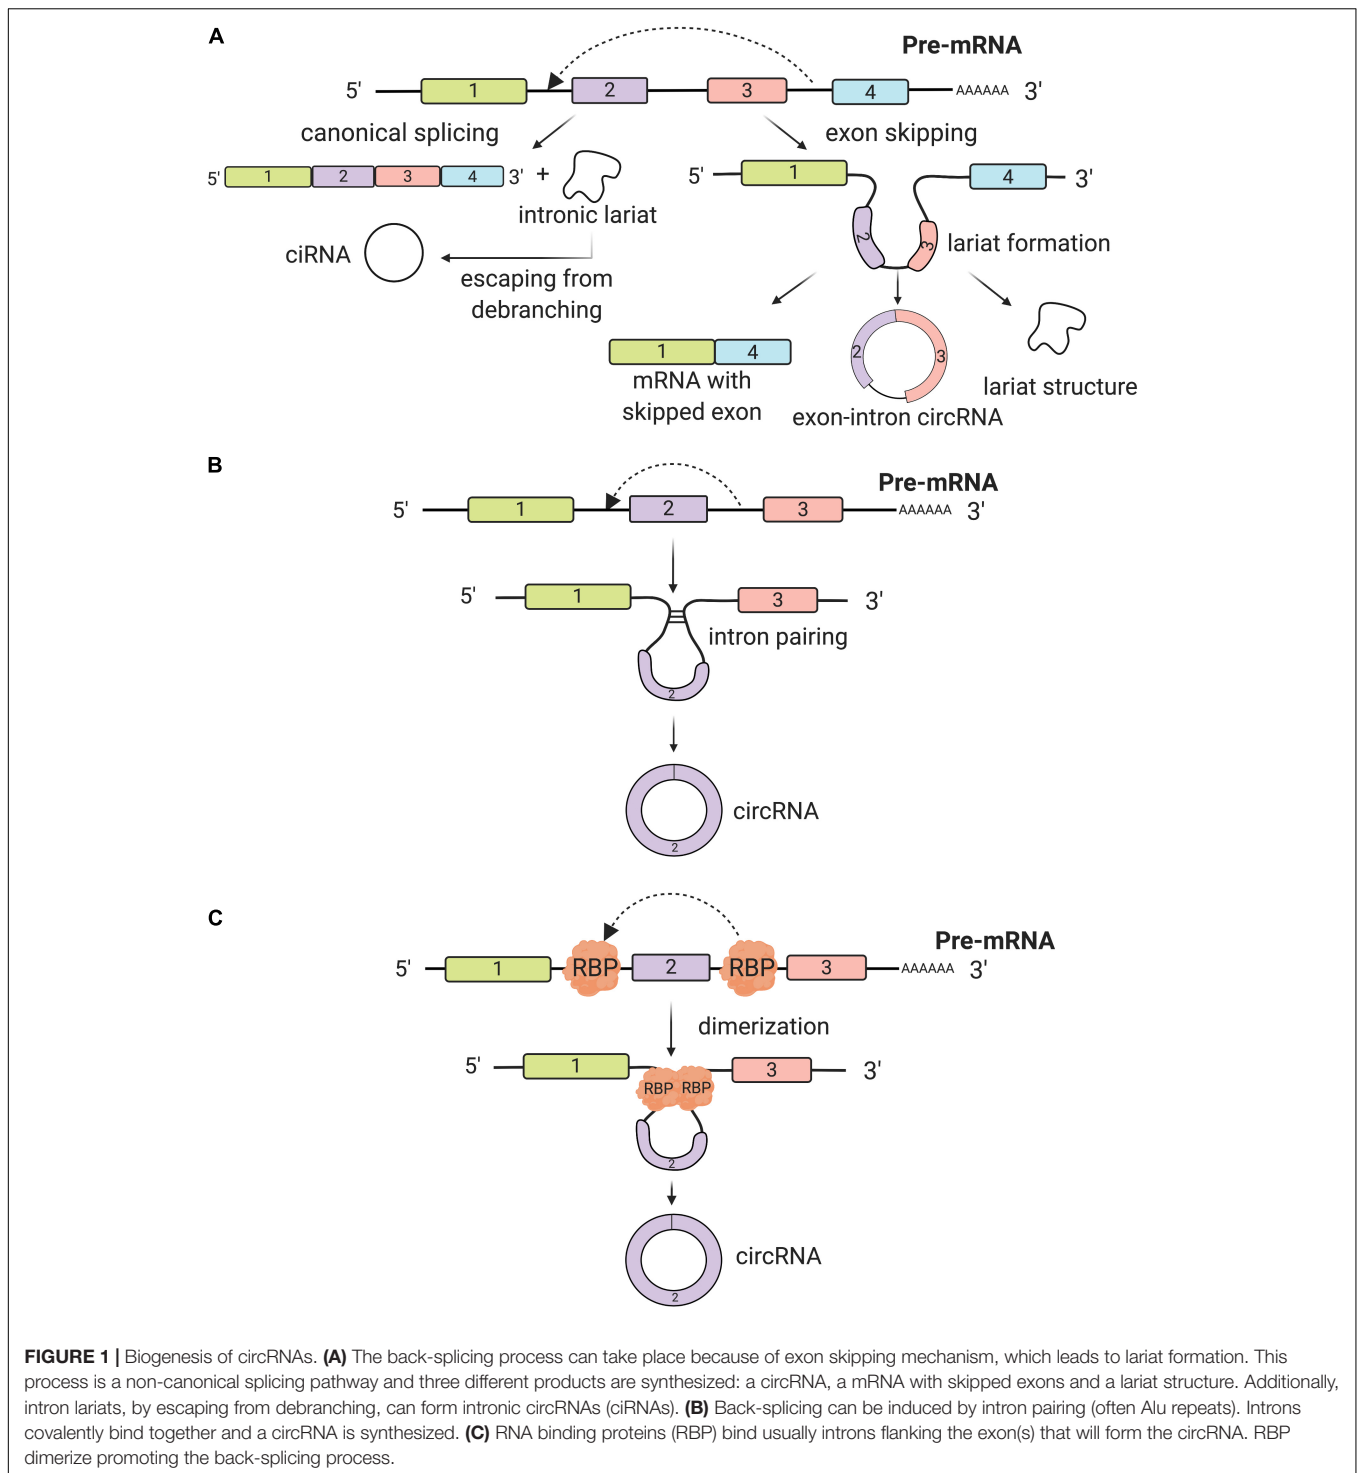 A
Pre-mRNA
5' 1 2 3 4 AAAAAA 3'
canonical splicing
exon skipping
5' 1 2 3 4 3' +
intronic lariat
5' 1 4 3'
2 3
lariat formation
ciRNA
escaping from
debranching
1 4
mRNA with
skipped exon
2 3
exon-intron circRNA
lariat structure
B
Pre-mRNA
5' 1 2 3 AAAAAA 3'
5' 1 3 3'
intron pairing
2
circRNA
2
C
Pre-mRNA
5' 1 RBP 2 RBP 3 AAAAAA 3'
dimerization
5' 1 3 3'
RBP RBP
2
circRNA
2
FIGURE 1 | Biogenesis of circRNAs. (A) The back-splicing process can take place because of exon skipping mechanism, which leads to lariat formation. This
process is a non-canonical splicing pathway and three different products are synthesized: a circRNA, a mRNA with skipped exons and a lariat structure. Additionally,
intron lariats, by escaping from debranching, can form intronic circRNAs (ciRNAs). (B) Back-splicing can be induced by intron pairing (often Alu repeats). Introns
covalently bind together and a circRNA is synthesized. (C) RNA binding proteins (RBP) bind usually introns flanking the exon(s) that will form the circRNA. RBP
dimerize promoting the back-splicing process.